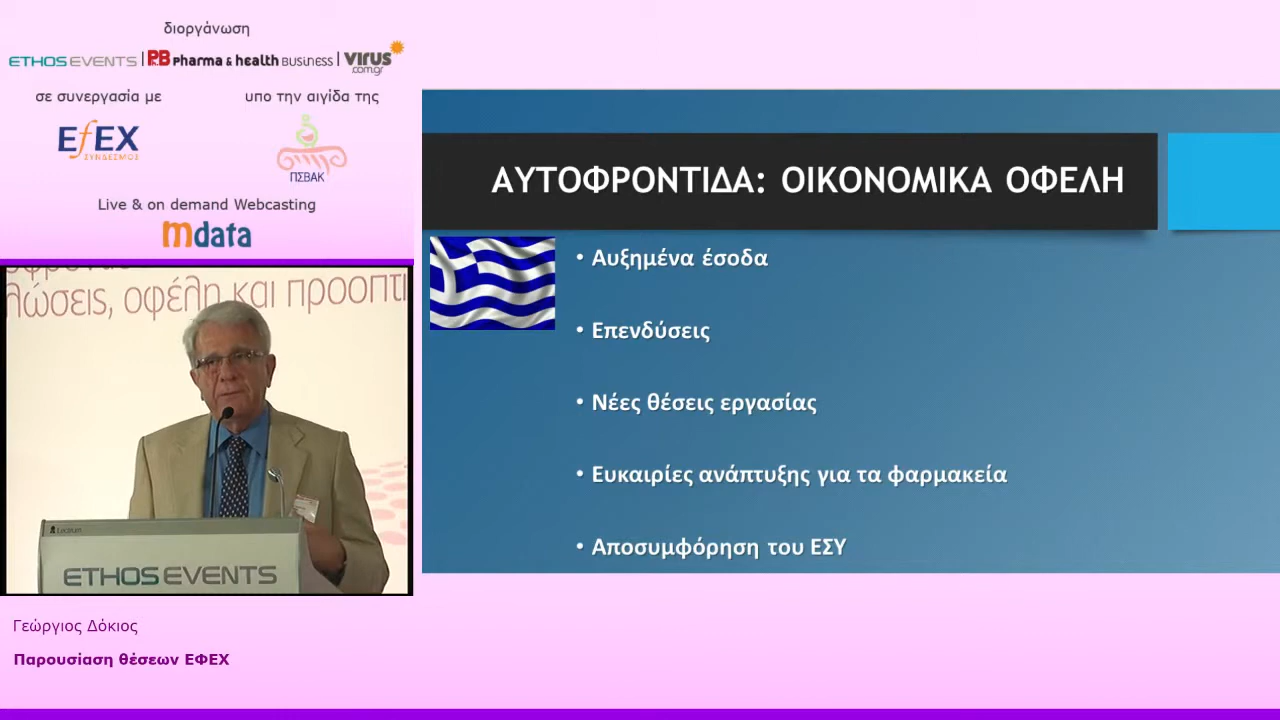 διοργάνωση
ETHOS EVENTS | PB pharma & health BUSINESS | VIRUS .com.gr
σε συνεργασία με
υπο την αιγίδα της
EfEX
ΣΥΝΔΕΣΜΟΣ
ΠΣΒΑΚ
Live & on demand Webcasting
mdata
λώσεις, οφέλη και προοπτι
ETHOS EVENTS
Γεώργιος Δόκιος
Παρουσίαση θέσεων ΕΦΕΧ
ΑΥΤΟΦΡΟΝΤΙΔΑ: ΟΙΚΟΝΟΜΙΚΑ ΟΦΕΛΗ
• Αυξημένα έσοδα
• Επενδύσεις
• Νέες θέσεις εργασίας
• Ευκαιρίες ανάπτυξης για τα φαρμακεία
• Αποσυμφόρηση του ΕΣΥ